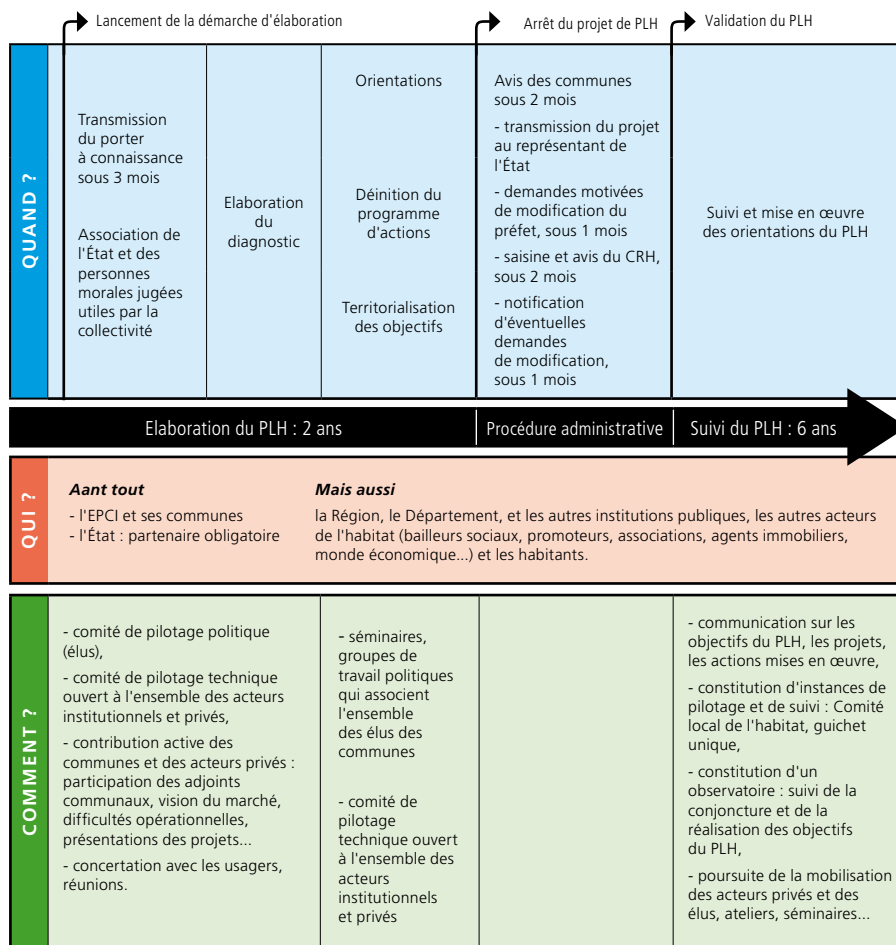 Lancement de la démarche d'élaboration
Arrêt du projet de PLH
Validation du PLH
QUAND ?
Transmission
du porter
à connaissance
sous 3 mois
Association de
l'État et des
personnes
morales jugées
utiles par la
collectivité
Elaboration
du
diagnostic
Orientations
Déinition du
programme
d'actions
Territorialisation
des objectifs
Avis des communes
sous 2 mois
- transmission du projet
au représentant de
l'État
- demandes motivées
de modification du
préfet, sous 1 mois
- saisine et avis du CRH,
sous 2 mois
- notification
d'éventuelles
demandes
de modification,
sous 1 mois
Suivi et mise en œuvre
des orientations du PLH
Elaboration du PLH : 2 ans
Procédure administrative
Suivi du PLH : 6 ans
QUI ?
Aant tout
- l'EPCI et ses communes
- l'État : partenaire obligatoire
Mais aussi
la Région, le Département, et les autres institutions publiques, les autres acteurs
de l'habitat (bailleurs sociaux, promoteurs, associations, agents immobiliers,
monde économique...) et les habitants.
COMMENT ?
- comité de pilotage politique
(élus),
- comité de pilotage technique
ouvert à l'ensemble des acteurs
institutionnels et privés,
- contribution active des
communes et des acteurs privés :
participation des adjoints
communaux, vision du marché,
difficultés opérationnelles,
présentations des projets...
- concertation avec les usagers,
réunions.
- séminaires,
groupes de
travail politiques
qui associent
l'ensemble
des élus des
communes
- comité de
pilotage
technique ouvert
à l'ensemble des
acteurs
institutionnels
et privés
- communication sur les
objectifs du PLH, les projets,
les actions mises en œuvre,
- constitution d'instances de
pilotage et de suivi : Comité
local de l'habitat, guichet
unique,
- constitution d'un
observatoire : suivi de la
conjoncture et de la
réalisation des objectifs
du PLH,
- poursuite de la mobilisation
des acteurs privés et des
élus, ateliers, séminaires...